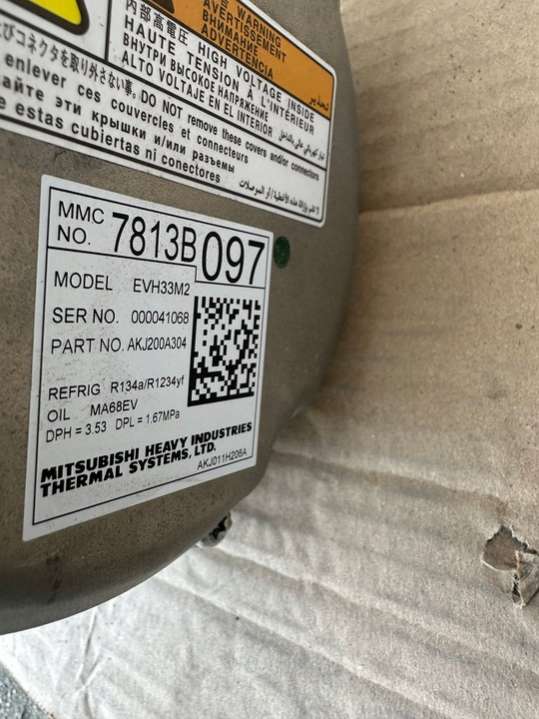 WARNING
AVERTISSEMENT
ВНИМАНИЕ
ADVERTENCIA
内部高電圧 HIGH VOLTAGE INSIDE
HAUTE TENSION À L'INTÉRIEUR
ВНУТРИ ВЫСОКОЕ НАПРЯЖЕНИЕ
ALTO VOLTAJE EN EL INTERIOR
びコネクタを取り外さない事. DO NOT remove these covers and/or connectors
enlever ces couvercles et connecteurs
айте эти крышки и/или разъемы
estas cubiertas ni conectores
MMC NO. 7813B097
MODEL EVH33M2
SER NO. 000041068
PART NO. AKJ200A304
REFRIG R134a/R1234yf
OIL MA68EV
DPH = 3.53 DPL = 1.67MPa
MITSUBISHI HEAVY INDUSTRIES
THERMAL SYSTEMS, LTD.
AKJ011H206A